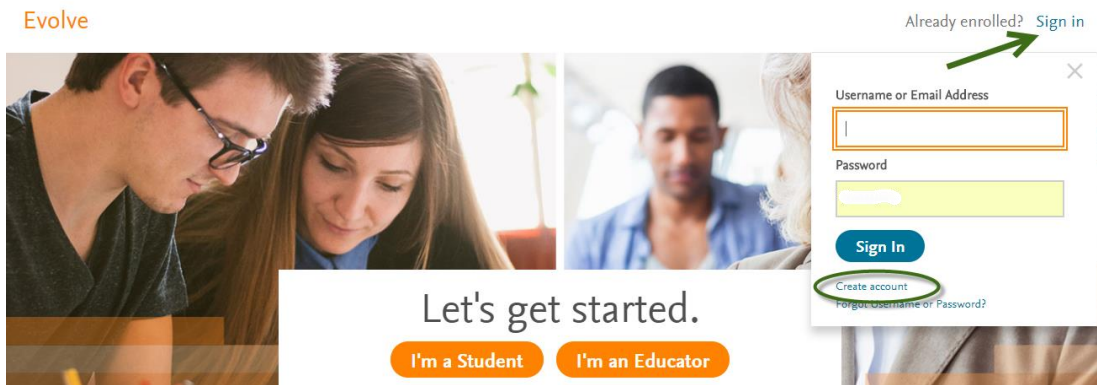 Evolve
Already enrolled? Sign in
Username or Email Address
Password
Sign In
Create account
Forgot Username or Password?
Let's get started.
I'm a Student
I'm an Educator